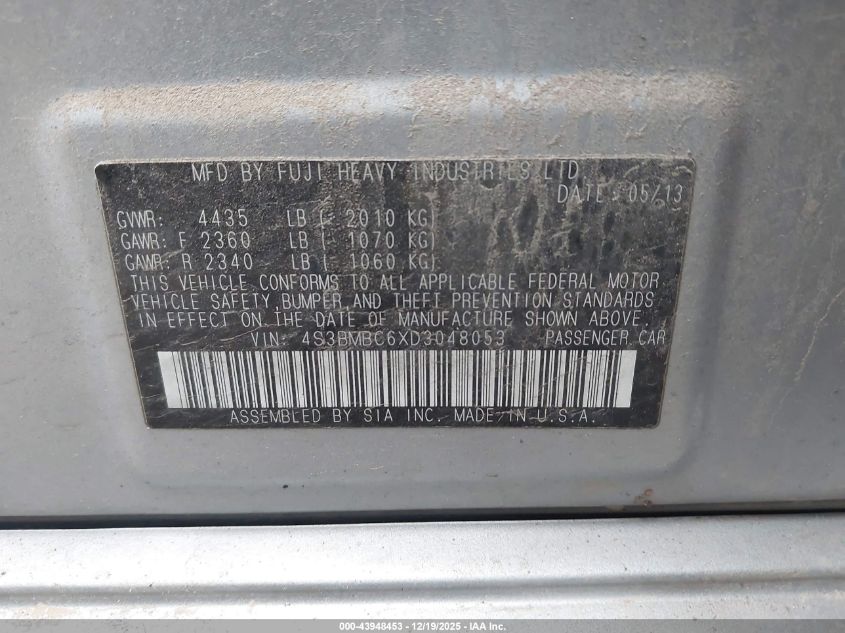 MFD BY FUJI HEAVY INDUSTRIES LTD.
DATE : 05/13
GVWR: 4435 LB ( 2010 KG)
GAWR: F 2360 LB ( 1070 KG)
GAWR: R 2340 LB ( 1060 KG)
THIS VEHICLE CONFORMS TO ALL APPLICABLE FEDERAL MOTOR
VEHICLE SAFETY, BUMPER, AND THEFT PREVENTION STANDARDS
IN EFFECT ON THE DATE OF MANUFACTURE SHOWN ABOVE.
VIN: 4S3BMBC6XD3048053 PASSENGER CAR
ASSEMBLED BY SIA INC. MADE IN U.S.A.
000-43948453 - 12/19/2025 - IAA Inc.